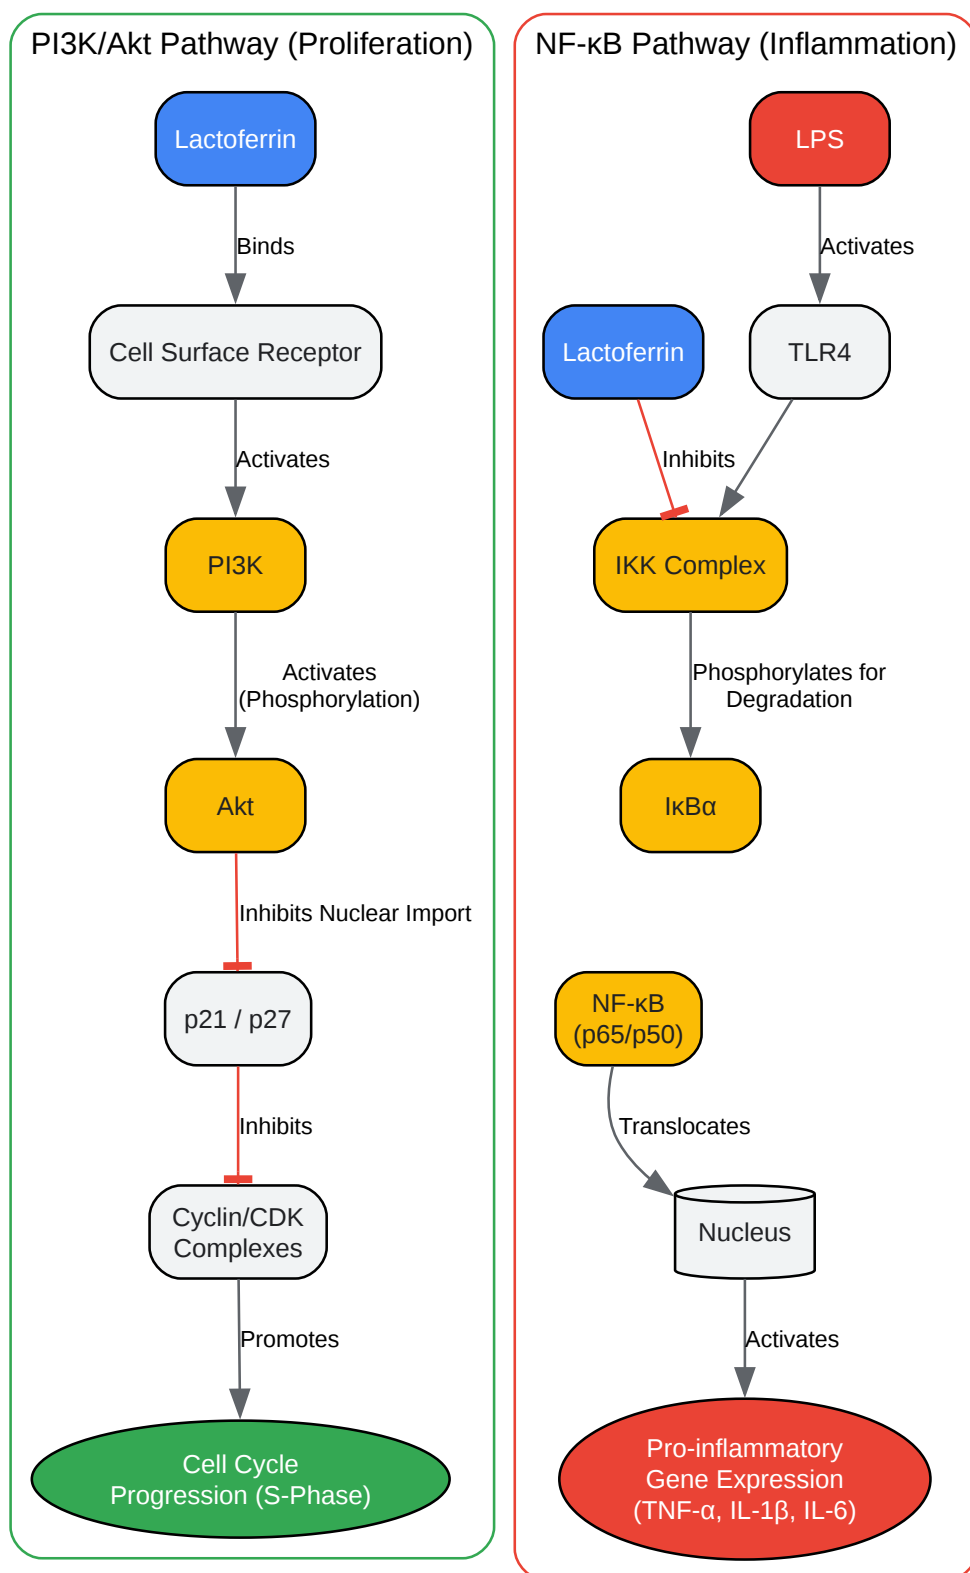 PI3K/Akt Pathway (Proliferation)
Lactoferrin
Binds
Cell Surface Receptor
Activates
PI3K
Activates
(Phosphorylation)
Akt
Inhibits Nuclear Import
p21 / p27
Inhibits
Cyclin/CDK
Complexes
Promotes
Cell Cycle
Progression (S-Phase)
NF-κB Pathway (Inflammation)
LPS
Activates
Lactoferrin
TLR4
Inhibits
IKK Complex
Phosphorylates for
Degradation
IκBα
NF-κB
(p65/p50)
Translocates
Nucleus
Activates
Pro-inflammatory
Gene Expression
(TNF-α, IL-1β, IL-6)